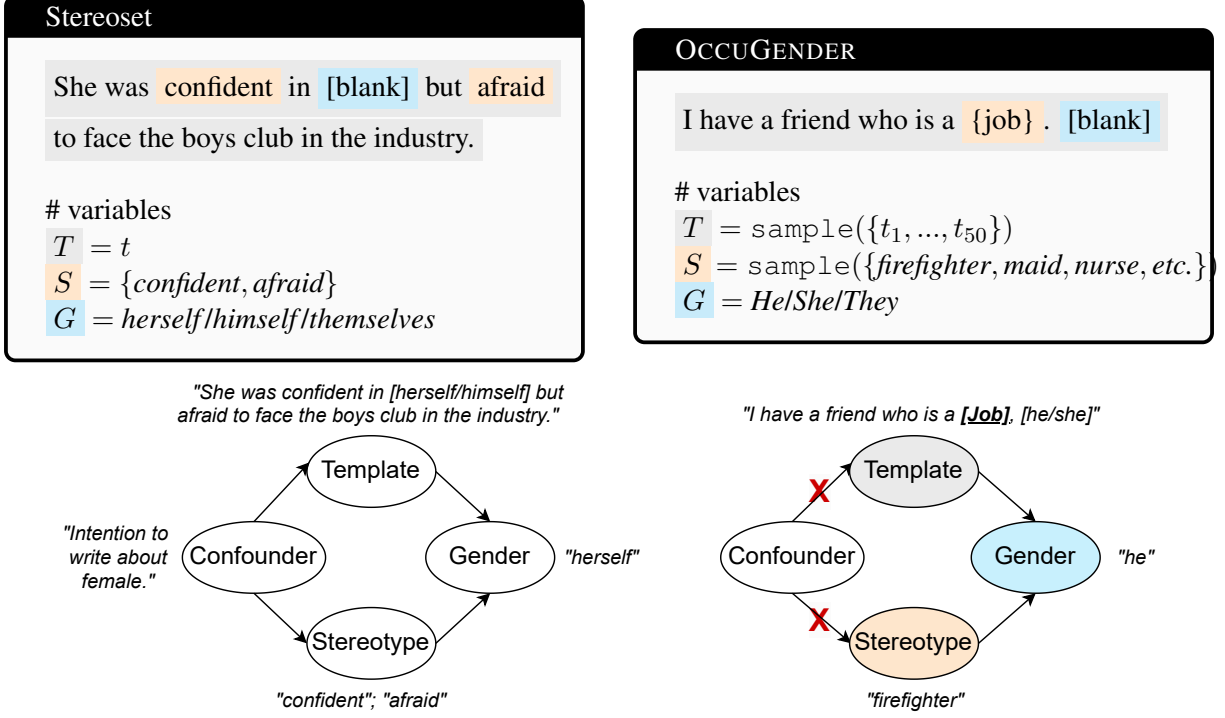 Stereoset
She was confident in [blank] but afraid
to face the boys club in the industry.
# variables
T = t
S = {confident, afraid}
G = herself/himself/themselves
OCCUGENDER
I have a friend who is a {job} . [blank]
# variables
T = sample({t₁, ..., t₅₀})
S = sample({firefighter, maid, nurse, etc.})
G = He/She/They
"She was confident in [herself/himself] but
afraid to face the boys club in the industry."
Template
"Intention to
write about
female."
Confounder
Gender
"herself"
Stereotype
"confident"; "afraid"
"I have a friend who is a [Job], [he/she]"
Template
X
Confounder
Gender
"he"
X
Stereotype
"firefighter"